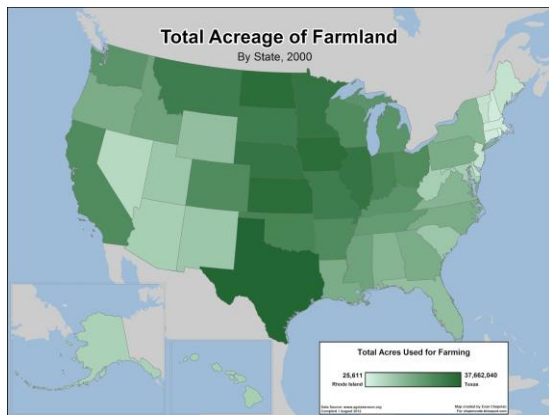 Total Acreage of Farmland
By State, 2000
Total Acres Used for Farming
25,611
37,662,040
Rhode Island
Texas